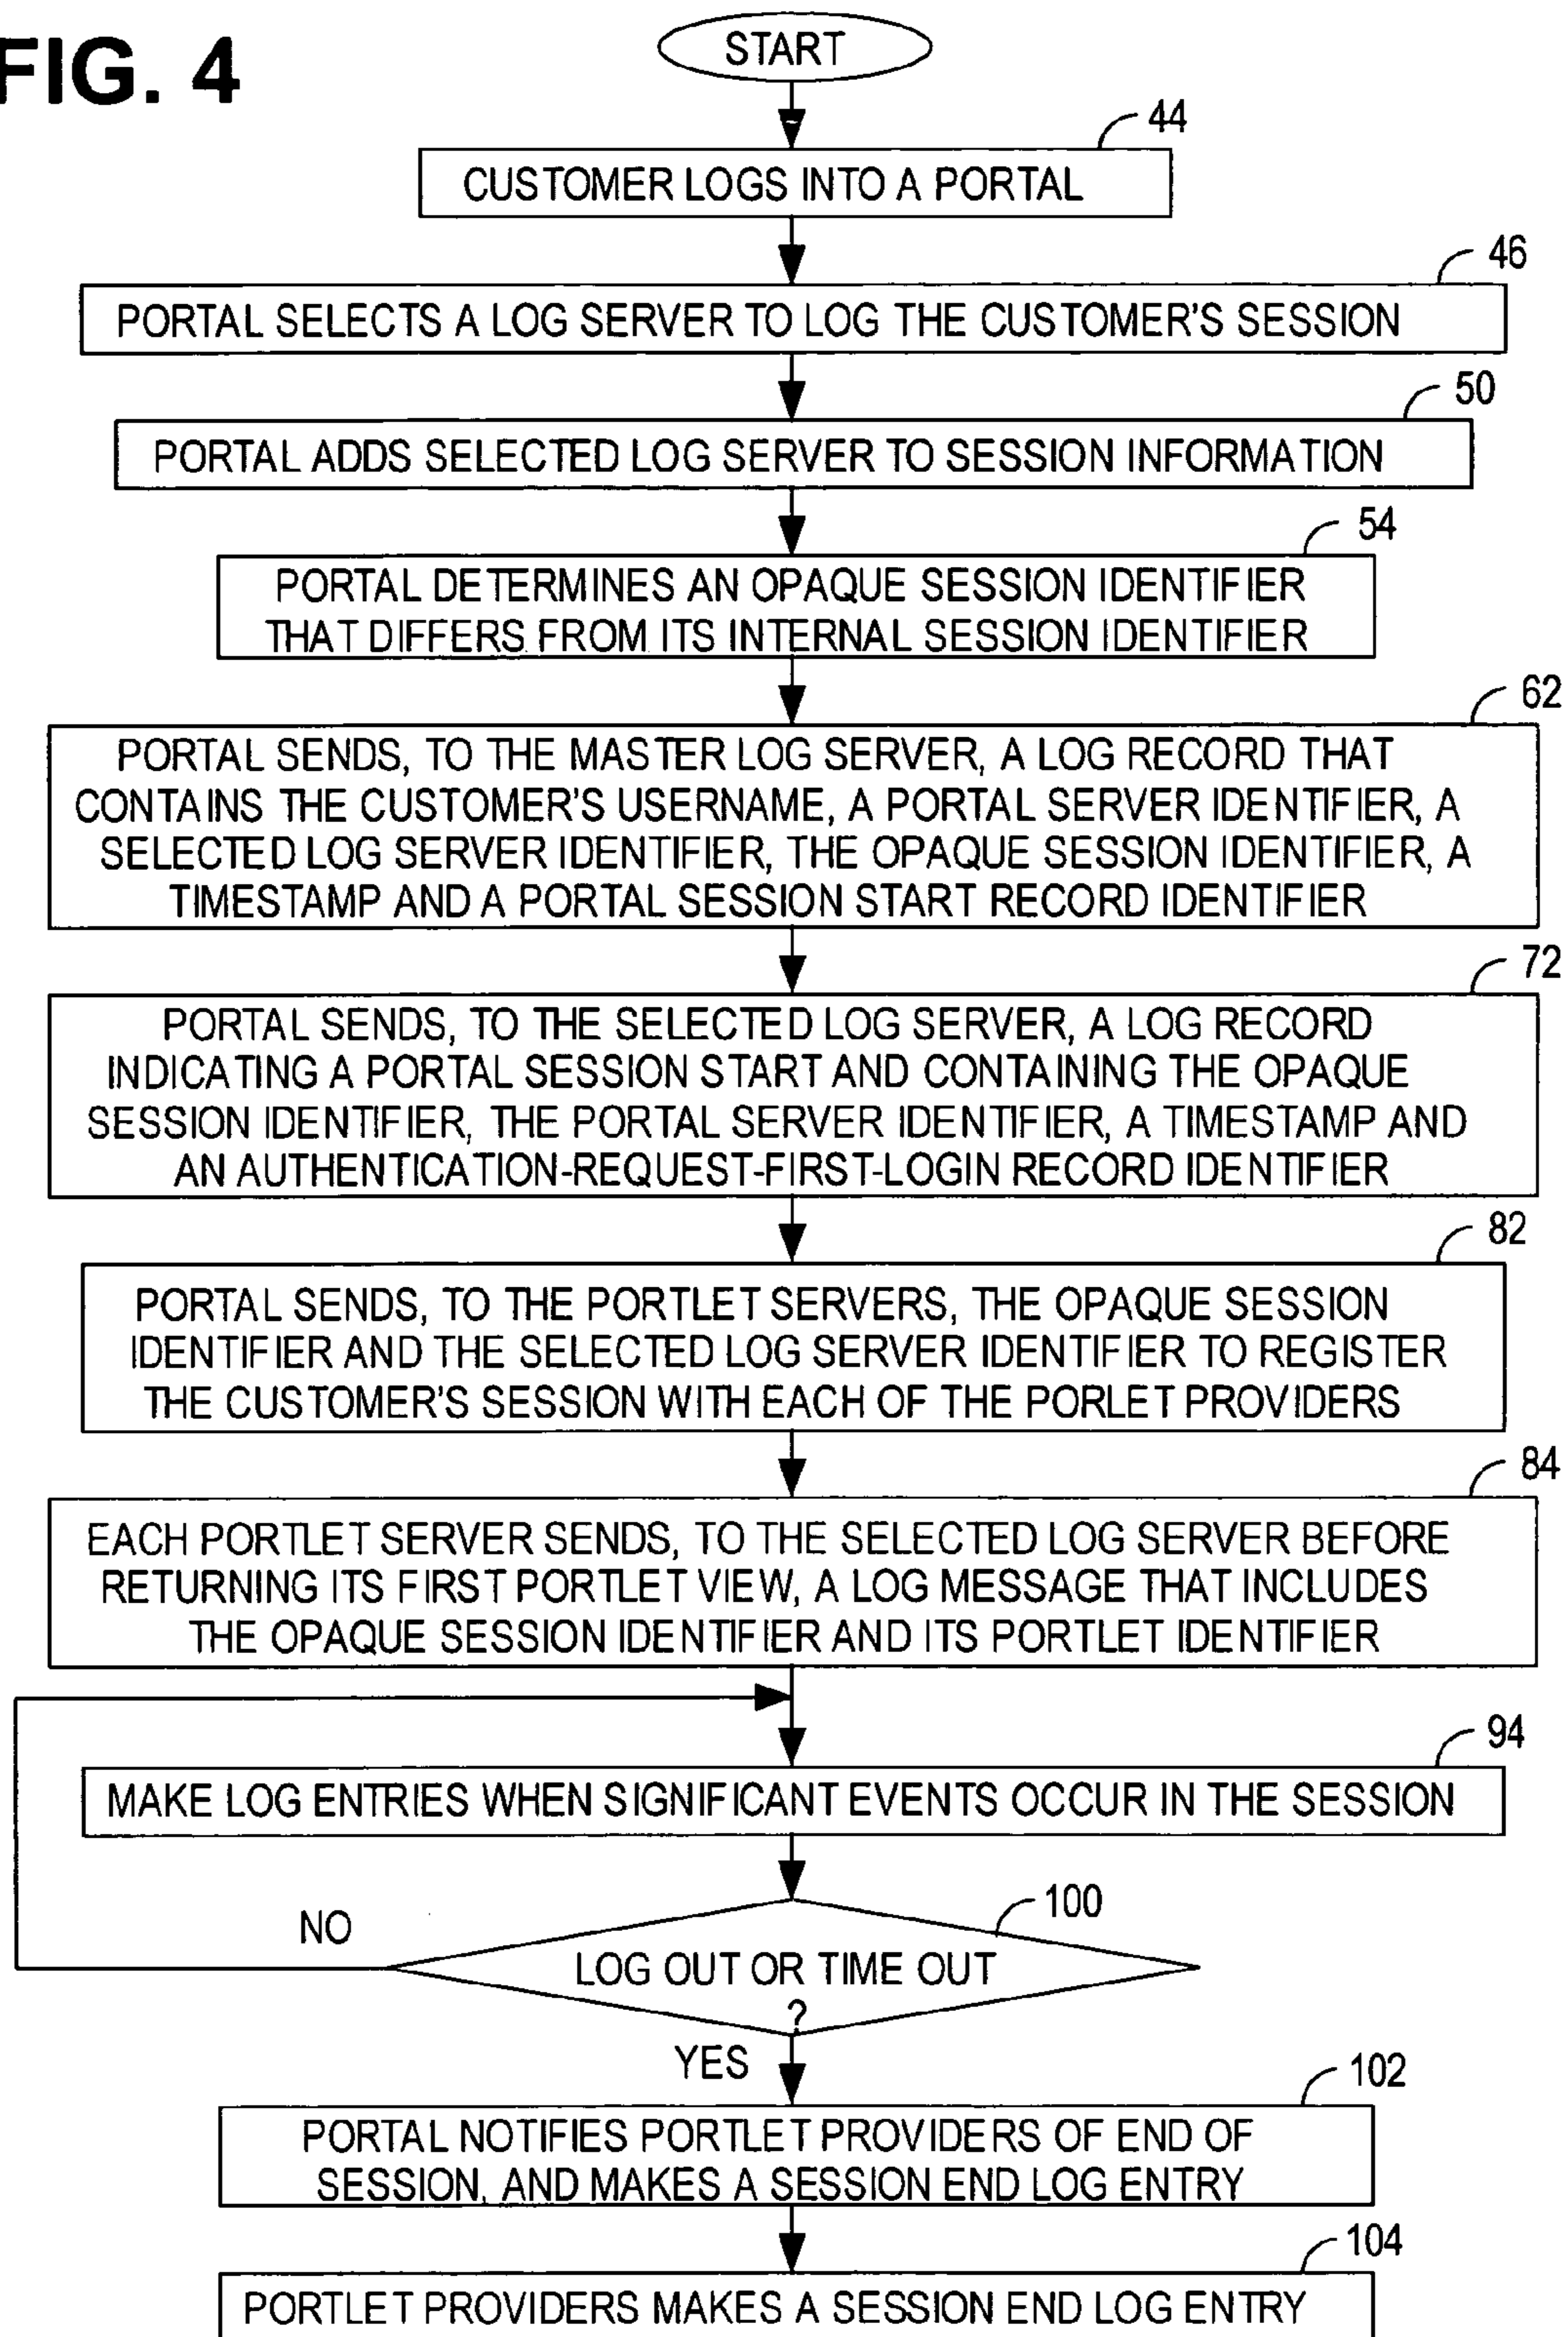 FIG. 4
START
44
CUSTOMER LOGS INTO A PORTAL
46
PORTAL SELECTS A LOG SERVER TO LOG THE CUSTOMER'S SESSION
50
PORTAL ADDS SELECTED LOG SERVER TO SESSION INFORMATION
54
PORTAL DETERMINES AN OPAQUE SESSION IDENTIFIER
THAT DIFFERS FROM ITS INTERNAL SESSION IDENTIFIER
62
PORTAL SENDS, TO THE MASTER LOG SERVER, A LOG RECORD THAT
CONTAINS THE CUSTOMER'S USERNAME, A PORTAL SERVER IDENTIFIER, A
SELECTED LOG SERVER IDENTIFIER, THE OPAQUE SESSION IDENTIFIER, A
TIMESTAMP AND A PORTAL SESSION START RECORD IDENTIFIER
72
PORTAL SENDS, TO THE SELECTED LOG SERVER, A LOG RECORD
INDICATING A PORTAL SESSION START AND CONTAINING THE OPAQUE
SESSION IDENTIFIER, THE PORTAL SERVER IDENTIFIER, A TIMESTAMP AND
AN AUTHENTICATION-REQUEST-FIRST-LOGIN RECORD IDENTIFIER
82
PORTAL SENDS, TO THE PORTLET SERVERS, THE OPAQUE SESSION
IDENTIFIER AND THE SELECTED LOG SERVER IDENTIFIER TO REGISTER
THE CUSTOMER'S SESSION WITH EACH OF THE PORLET PROVIDERS
84
EACH PORTLET SERVER SENDS, TO THE SELECTED LOG SERVER BEFORE
RETURNING ITS FIRST PORTLET VIEW, A LOG MESSAGE THAT INCLUDES
THE OPAQUE SESSION IDENTIFIER AND ITS PORTLET IDENTIFIER
94
MAKE LOG ENTRIES WHEN SIGNIFICANT EVENTS OCCUR IN THE SESSION
100
NO
LOG OUT OR TIME OUT
?
YES
102
PORTAL NOTIFIES PORTLET PROVIDERS OF END OF
SESSION, AND MAKES A SESSION END LOG ENTRY
104
PORTLET PROVIDERS MAKES A SESSION END LOG ENTRY